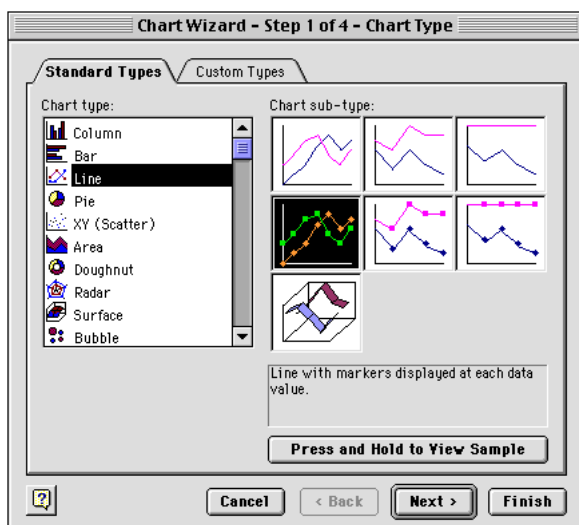 Chart Wizard - Step 1 of 4 - Chart Type
Standard Types
Custom Types
Chart type:
Column
Bar
Line
Pie
XY (Scatter)
Area
Doughnut
Radar
Surface
Bubble
Chart sub-type:
Line with markers displayed at each data
value.
Press and Hold to View Sample
?
Cancel
< Back
Next >
Finish